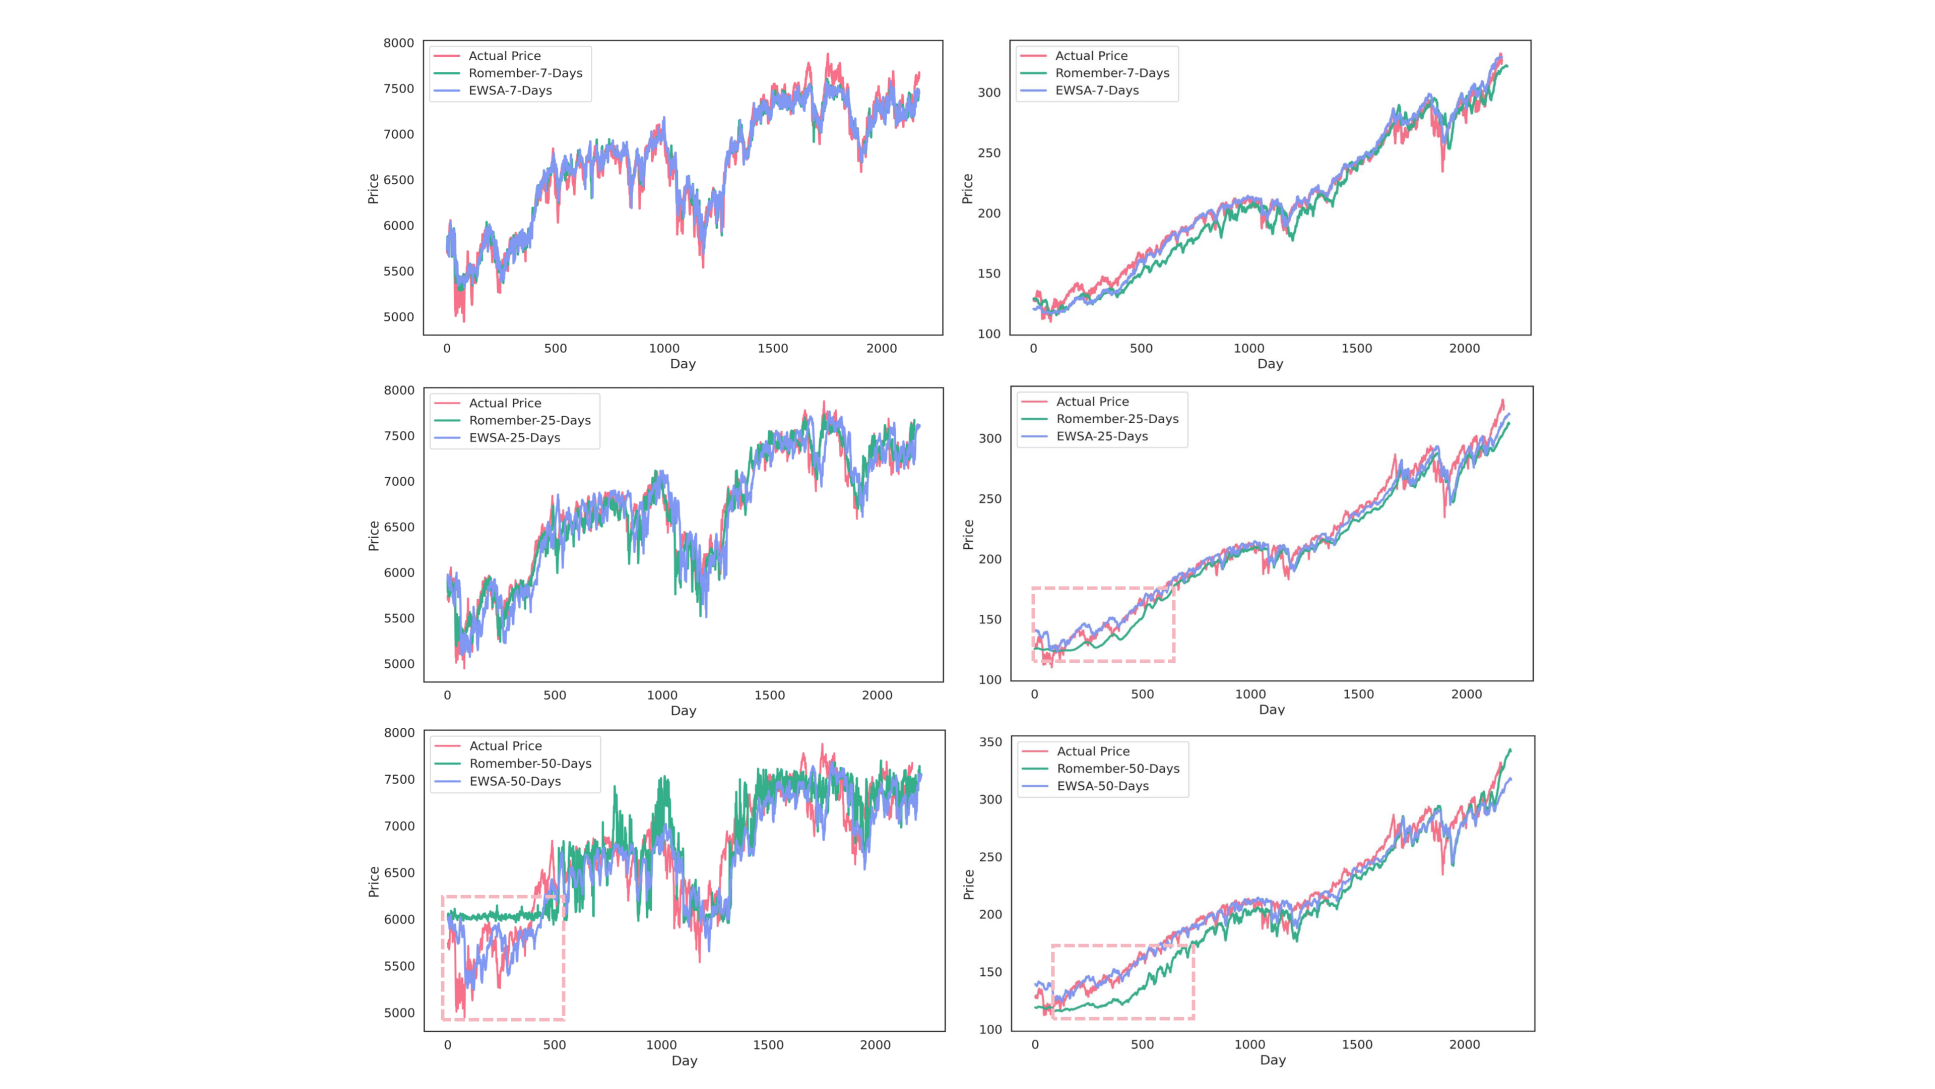 8000
7500
7000
6500
6000
5500
5000
Price
Actual Price
Romember-7-Days
EWSA-7-Days
0 500 1000 1500 2000
Day
300
250
200
150
100
Price
Actual Price
Romember-7-Days
EWSA-7-Days
0 500 1000 1500 2000
Day
8000
7500
7000
6500
6000
5500
5000
Price
Actual Price
Romember-25-Days
EWSA-25-Days
0 500 1000 1500 2000
Day
300
250
200
150
100
Price
Actual Price
Romember-25-Days
EWSA-25-Days
0 500 1000 1500 2000
Day
8000
7500
7000
6500
6000
5500
5000
Price
Actual Price
Romember-50-Days
EWSA-50-Days
0 500 1000 1500 2000
Day
350
300
250
200
150
100
Price
Actual Price
Romember-50-Days
EWSA-50-Days
0 500 1000 1500 2000
Day